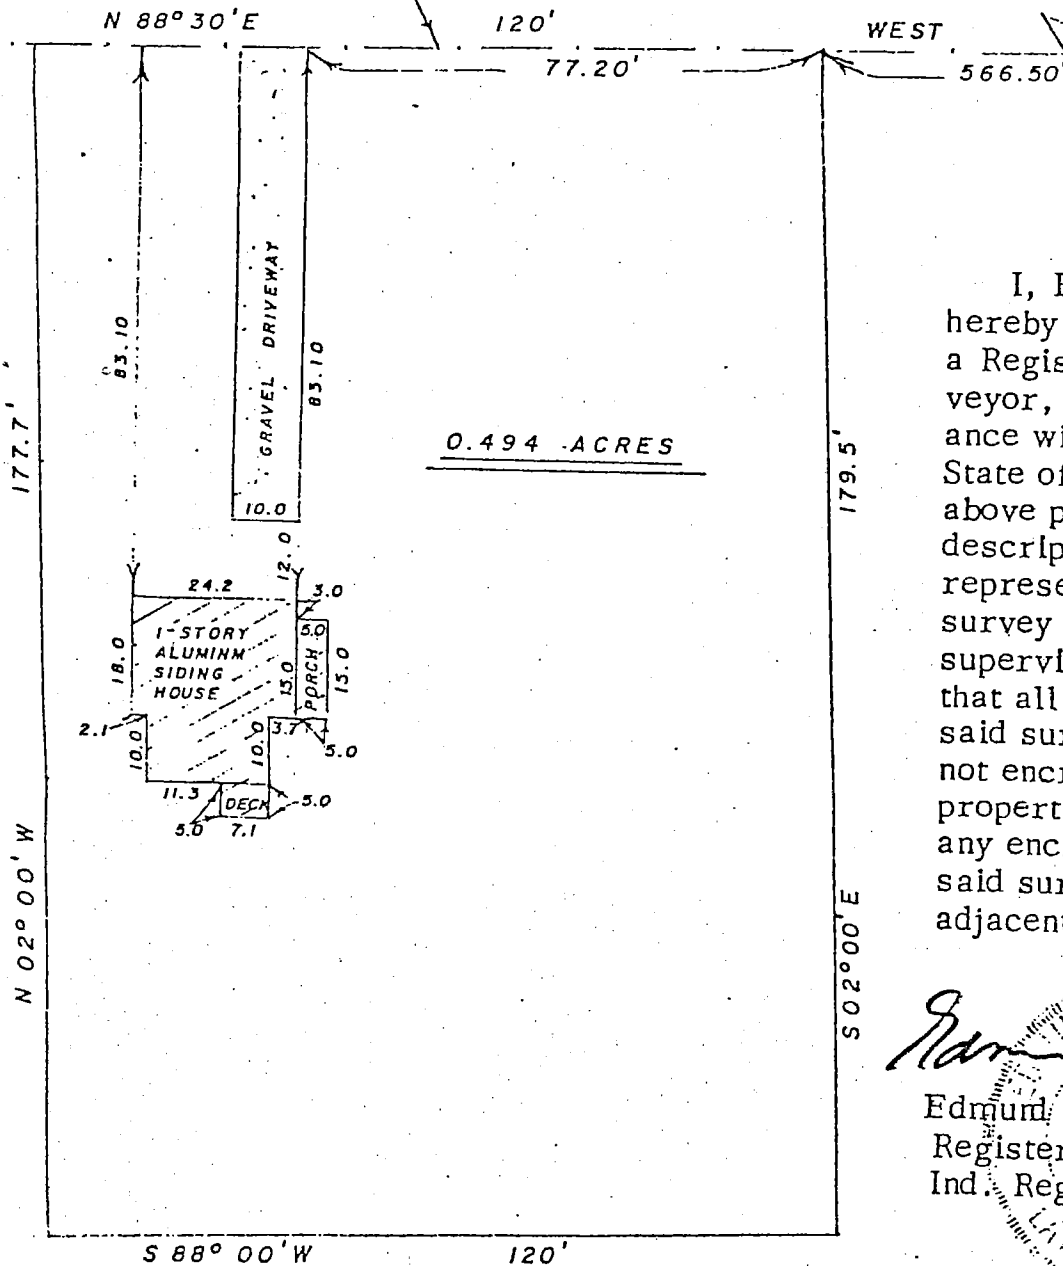 N 88° 30' E
120'
WEST
77.20'
566.50'
83.10
GRAVEL DRIVEWAY
83.10
177.7'
0.494 ACRES
179.5'
10.0
12.0
24.2
3.0
1-STORY
ALUMINM
SIDING
HOUSE
18.0
15.0
5.0
PORCH
15.0
2.1
10.0
10.0
3.7
5.0
11.3
DECK
5.0
5.0
7.1
N 02° 00' W
S 02° 00' E
S 88° 00' W
120'
I,
hereby
a Regis
veyor,
ance wi
State of
above p
descrip
represe
survey
supervi
that all
said sur
not encr
propert
any enc
said sur
adjacen
Edm
Edmund
Register
Ind. Reg